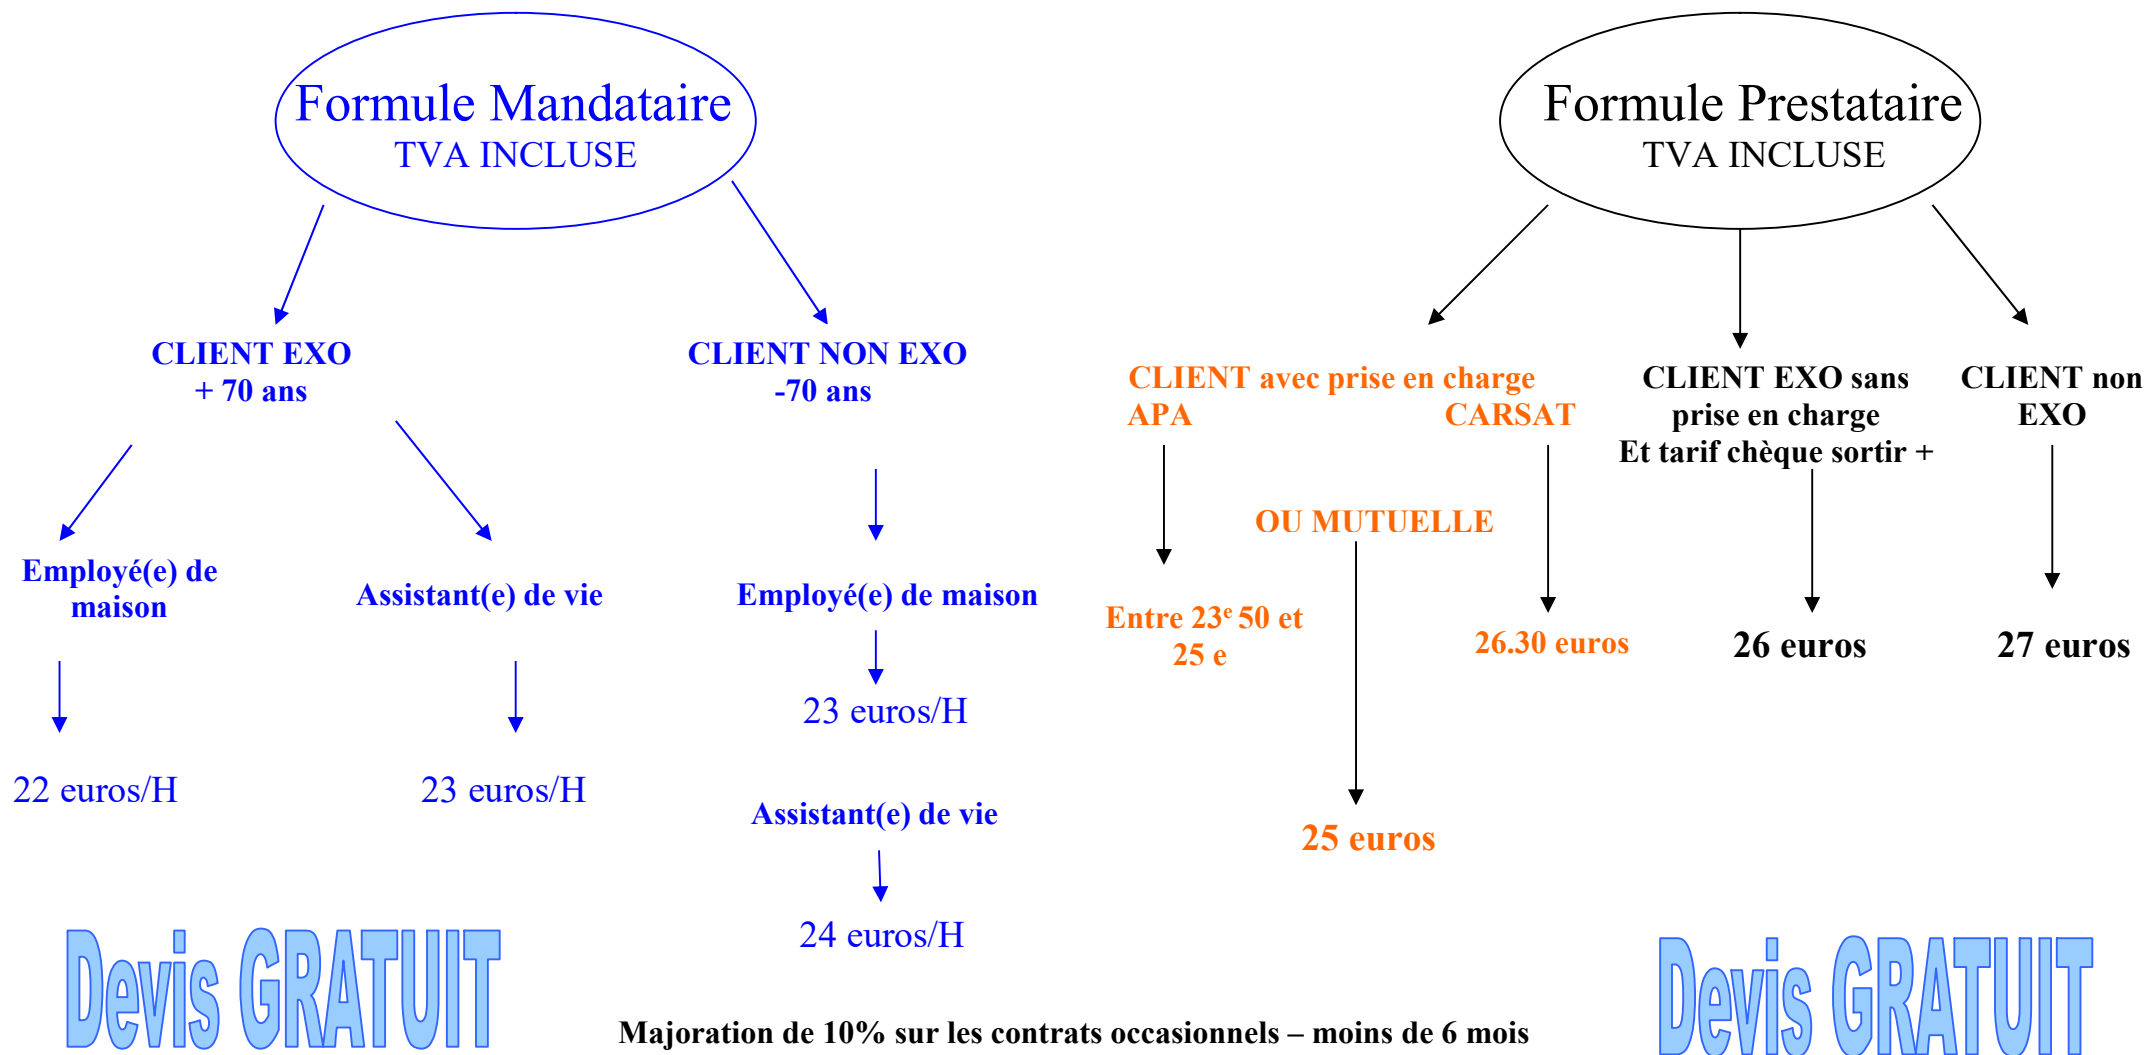 Formule Mandataire
TVA INCLUSE
CLIENT EXO
+ 70 ans
CLIENT NON EXO
-70 ans
Employé(e) de
maison
Assistant(e) de vie
Employé(e) de maison
22 euros/H
23 euros/H
23 euros/H
Assistant(e) de vie
24 euros/H
Formule Prestataire
TVA INCLUSE
CLIENT avec prise en charge
APA CARSAT
OU MUTUELLE
Entre 23ᵉ 50 et
25 e
25 euros
26.30 euros
CLIENT EXO sans
prise en charge
Et tarif chèque sortir +
26 euros
CLIENT non
EXO
27 euros
Devis GRATUIT
Majoration de 10% sur les contrats occasionnels – moins de 6 mois
Devis GRATUIT